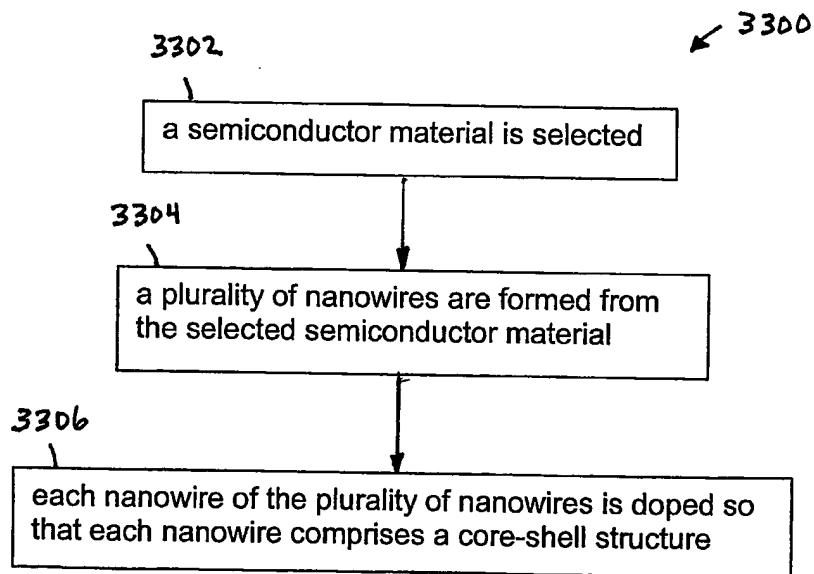 3300
3302
a semiconductor material is selected
3304
a plurality of nanowires are formed from
the selected semiconductor material
3306
each nanowire of the plurality of nanowires is doped so
that each nanowire comprises a core-shell structure